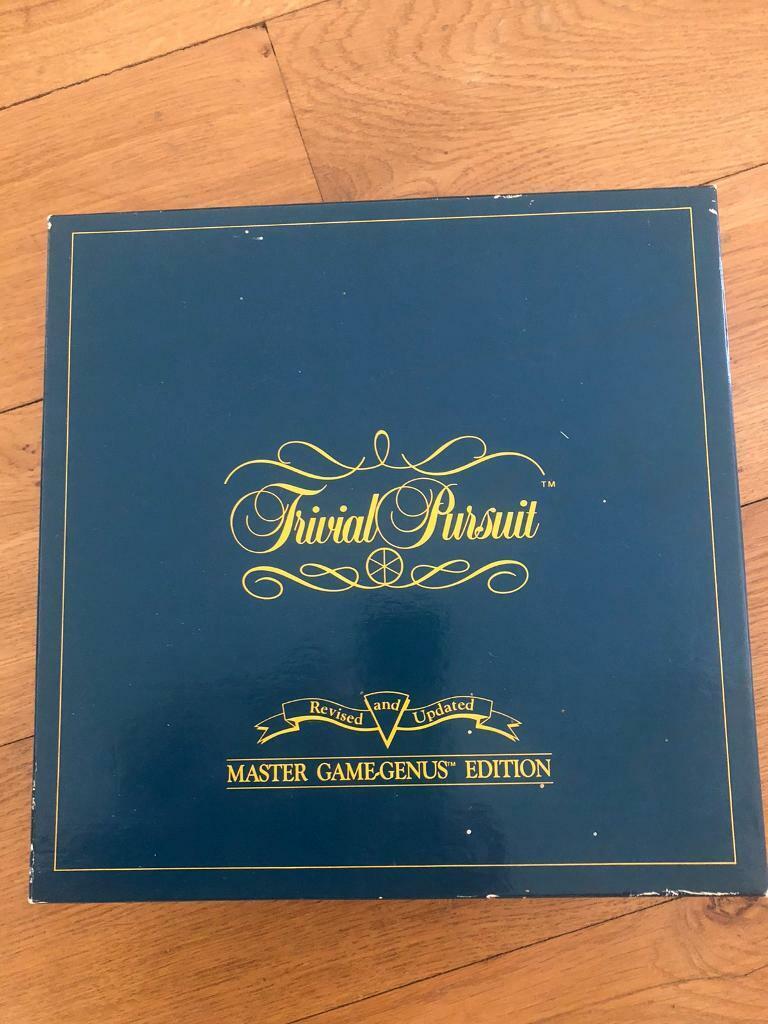 Trivial Pursuit™
Revised and Updated
MASTER GAME-GENUS™ EDITION